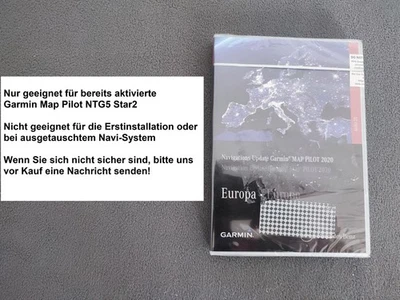 Nur geeignet für bereits aktivierte
Garmin Map Pilot NTG5 Star2
Nicht geeignet für die Erstinstallation oder
bei ausgetauschtem Navi-System
Wenn Sie sich nicht sicher sind, bitte uns
vor Kauf eine Nachricht senden!
Navigations-Update Garmin® MAP PILOT 2020
Europa
GARMIN